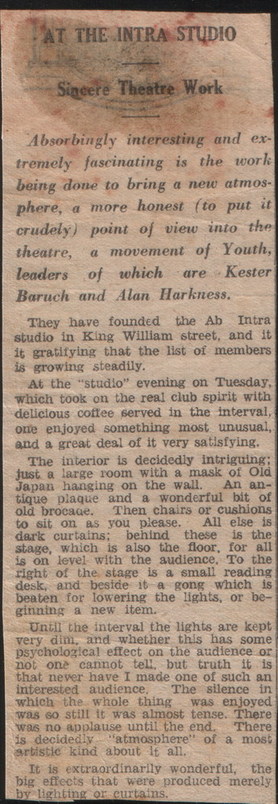 AT THE INTRA STUDIO
Sincere Theatre Work
Absorbingly interesting and ex-
tremely fascinating is the work
being done to bring a new atmos-
phere, a more honest (to put it
crudely) point of view into the
theatre, a movement of Youth,
leaders of which are Kester
Baruch and Alan Harkness.
They have founded the Ab Intra
studio in King William street, and it
it gratifying that the list of members
is growing steadily.
At the "studio" evening on Tuesday,
which took on the real club spirit with
delicious coffee served in the interval,
one enjoyed something most unusual,
and a great deal of it very satisfying.
The interior is decidedly intriguing;
just a large room with a mask of Old
Japan hanging on the wall. An an-
tique plaque and a wonderful bit of
old brocade. Then chairs or cushions
to sit on as you please. All else is
dark curtains; behind these is the
stage, which is also the floor, for all
is on level with the audience. To the
right of the stage is a small reading
desk, and beside it a gong which is
beaten for lowering the lights, or be-
ginning a new item.
Until the interval the lights are kept
very dim, and whether this has some
psychological effect on the audience or
not one cannot tell, but truth it is
that never have I made one of such an
interested audience. The silence in
which the whole thing was enjoyed
was so still it was almost tense. There
was no applause until the end. There
is decidedly "atmosphere" of a most
artistic kind about it all.
It is extraordinarily wonderful, the
big effects that were produced merely
by lighting or curtains.